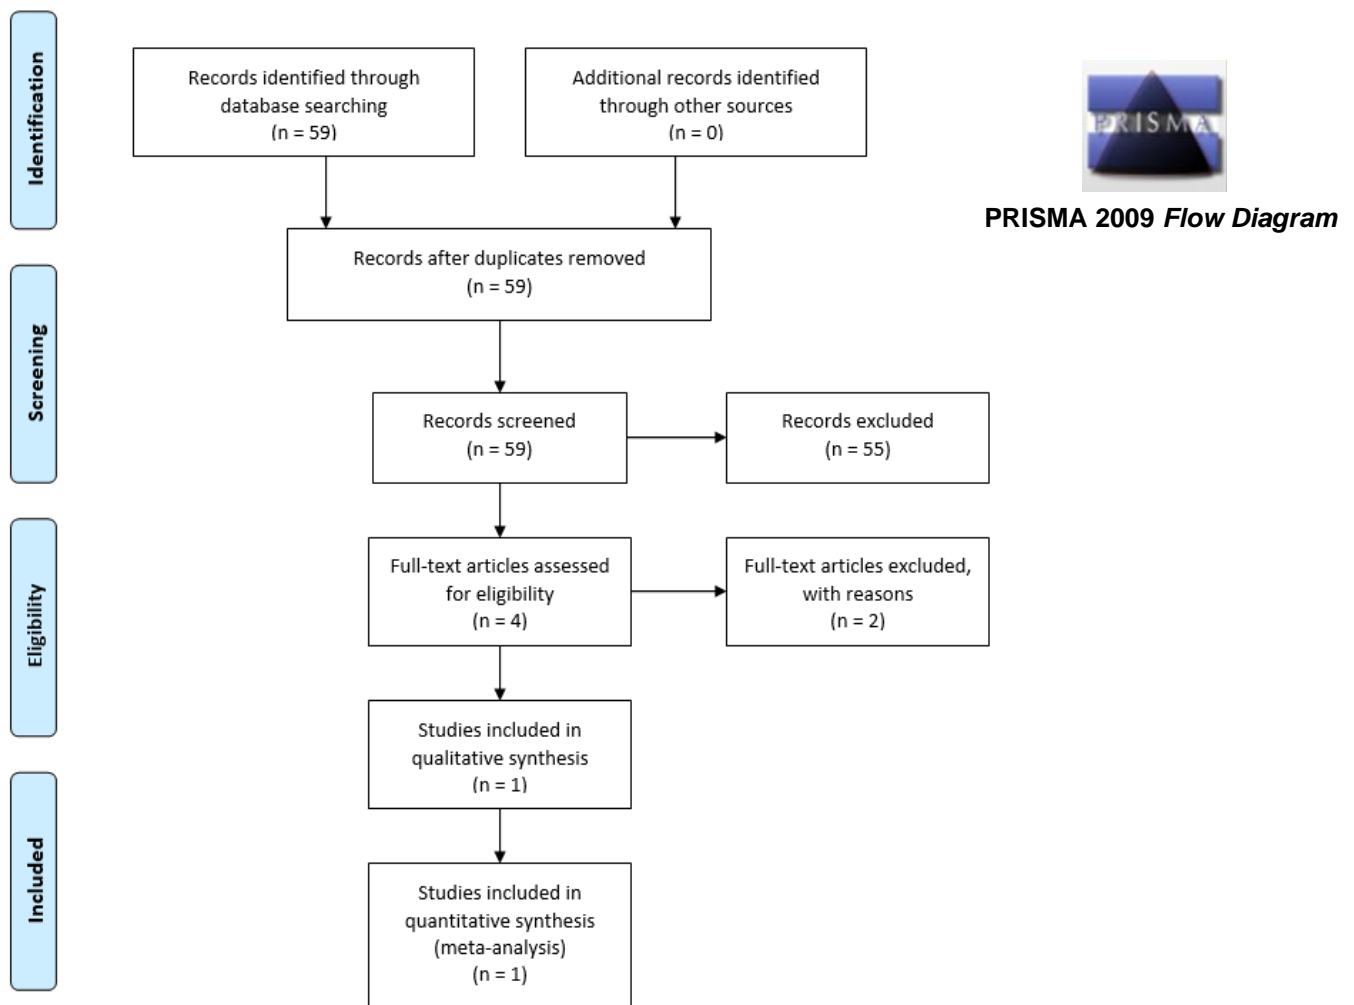 Identification
Records identified through
database searching
(n = 59)
Additional records identified
through other sources
(n = 0)
PRISMA
PRISMA 2009 Flow Diagram
Records after duplicates removed
(n = 59)
Screening
Records screened
(n = 59)
Records excluded
(n = 55)
Eligibility
Full-text articles assessed
for eligibility
(n = 4)
Full-text articles excluded,
with reasons
(n = 2)
Studies included in
qualitative synthesis
(n = 1)
Included
Studies included in
quantitative synthesis
(meta-analysis)
(n = 1)